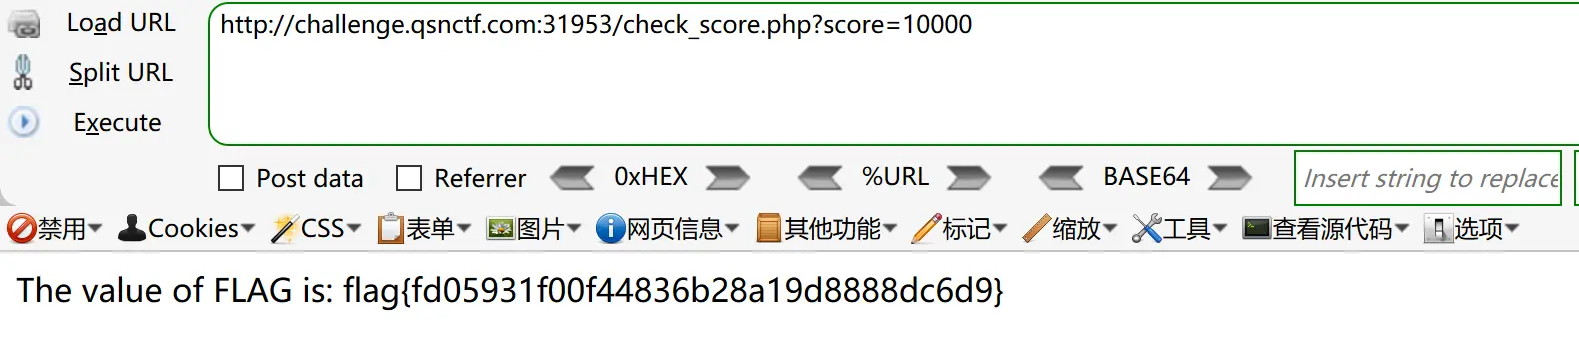 Load URL
http://challenge.qsnctf.com:31953/check_score.php?score=10000
Split URL
Execute
Post data Referrer 0xHEX %URL BASE64 Insert string to replace
禁用 Cookies CSS 表单 图片 网页信息 其他功能 标记 缩放 工具 查看源代码 选项
The value of FLAG is: flag{fd05931f00f44836b28a19d8888dc6d9}